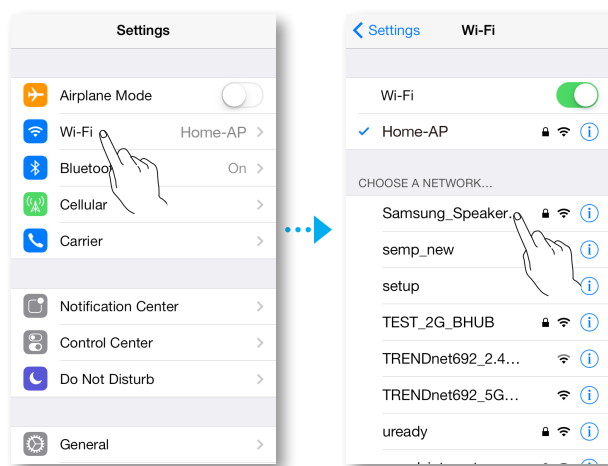 Settings
Airplane Mode
Wi-Fi Home-AP
On
Cellular
Carrier
Notification Center
Control Center
Do Not Disturb
General
Settings Wi-Fi
Wi-Fi
Home-AP
CHOOSE A NETWORK...
Samsung_Speaker.
semp_new
setup
TEST_2G_BHUB
TRENDnet692_2.4...
TRENDnet692_5G...
uready